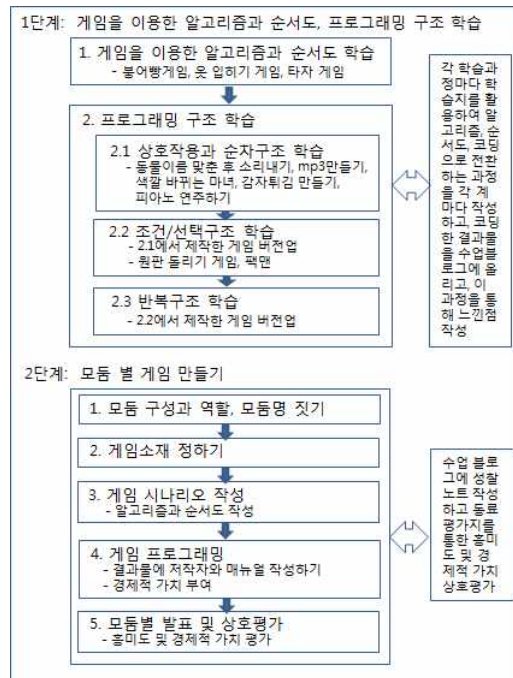 1단계: 게임을 이용한 알고리즘과 순서도, 프로그래밍 구조 학습
1. 게임을 이용한 알고리즘과 순서도 학습
- 붕어빵게임, 옷 입히기 게임, 타자 게임
2. 프로그래밍 구조 학습
2.1 상호작용과 순차구조 학습
- 동물이름 맞춘 후 소리내기, mp3만들기,
색깔 바뀌는 마녀, 감자튀김 만들기,
피아노 연주하기
2.2 조건/선택구조 학습
- 2.1에서 제작한 게임 버전업
- 원판 돌리기 게임, 팩맨
2.3 반복구조 학습
- 2.2에서 제작한 게임 버전업
각 학습과
정마다 학
습지를 활
용하여 알
고리즘, 순
서도, 코딩
으로 전환
하는 과정
을 각 계
마다 작성
하고, 코딩
한 결과물
을 수업블
로그에 올
리고, 이
과정을 통
해 느낀점
작성
2단계: 모둠 별 게임 만들기
1. 모둠 구성과 역할, 모둠명 짓기
2. 게임소재 정하기
3. 게임 시나리오 작성
- 알고리즘과 순서도 작성
4. 게임 프로그래밍
- 결과물에 저작자와 매뉴얼 작성하기
- 경제적 가치 부여
5. 모둠별 발표 및 상호평가
- 흥미도 및 경제적 가치 평가
수업 블로
그에 성찰
노트 작성
하고 동료
평가지를
통한 흥미
도 및 경
제적 가치
상호평가